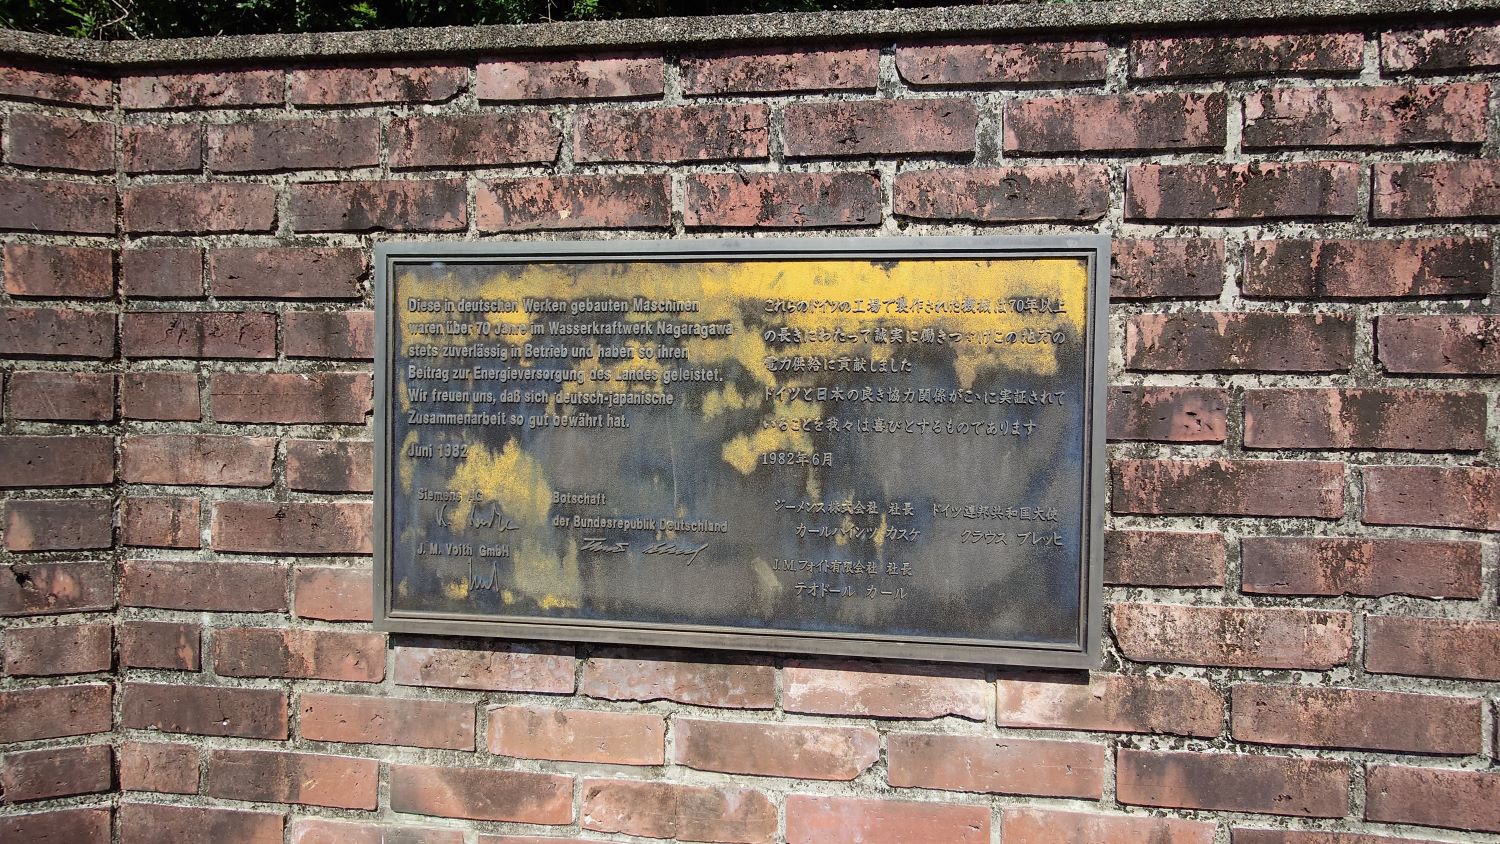 Diese in deutschen Werken gebauten Maschinen
waren über 70 Jahre im Wasserkraftwerk Nagaragawa
stets zuverlässig in Betrieb und haben so ihren
Beitrag zur Energieversorgung des Landes geleistet.
Wir freuen uns, daß sich deutsch-japanische
Zusammenarbeit so gut bewährt hat.
Juni 1982
Siemens AG
J. M. Voith GmbH
Botschaft
der Bundesrepublik Deutschland
これらのドイツの工場で製作された機械は70年以上
の長きにわたって誠実に働きつゞけこの地方の
電力供給に貢献しました
ドイツと日本の良き協力関係がこゝに実証されて
いることを我々は喜びとするものであります
1982年6月
ジーメンス株式会社 社長
カールハインツ カスケ
J.M.フォイト有限会社 社長
テオドール カール
ドイツ連邦共和国大使
クラウス ブレッヒ